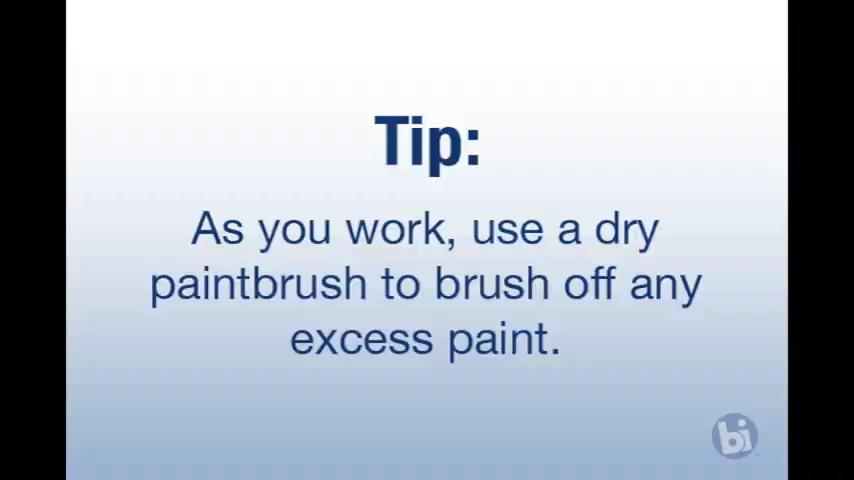 Tip:
As you work, use a dry
paintbrush to brush off any
excess paint.
bi